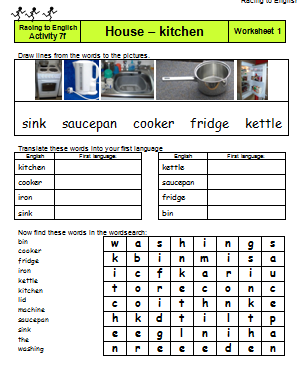 Racing to English
Racing to English
Activity 7f
House – kitchen
Worksheet 1
Draw lines from the words to the pictures.
sink saucepan cooker fridge kettle
Translate these words into your first language
English First language.
kitchen
cooker
iron
sink
English First language.
kettle
saucepan
fridge
bin
Now find these words in the wordsearch:
bin
cooker
fridge
iron
kettle
kitchen
lid
machine
saucepan
sink
the
washing
w a s h i n g s
k b i n m i s a
i c f k a r i u
t o r e c o n c
c o i t h n k e
h k d t i l t p
e e g l n i h a
n r e e d e n